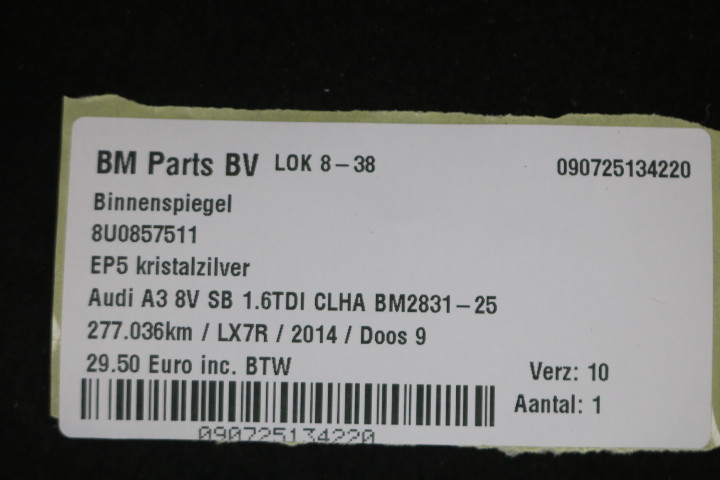 BM Parts BV LOK 8-38 090725134220
Binnenspiegel
8U0857511
EP5 kristalzilver
Audi A3 8V SB 1.6TDI CLHA BM2831-25
277.036km / LX7R / 2014 / Doos 9
29.50 Euro inc. BTW Verz: 10
Aantal: 1
090725134220